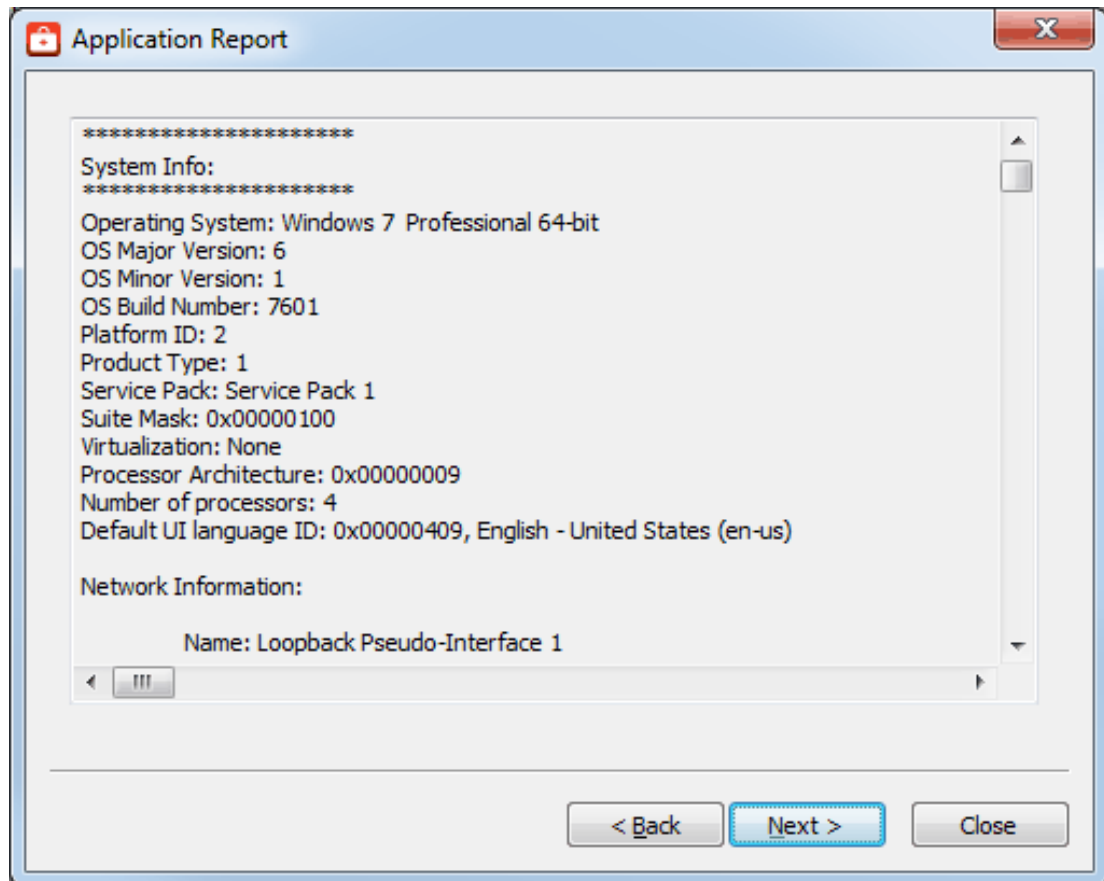 Application Report
*********************
System Info:
*********************
Operating System: Windows 7 Professional 64-bit
OS Major Version: 6
OS Minor Version: 1
OS Build Number: 7601
Platform ID: 2
Product Type: 1
Service Pack: Service Pack 1
Suite Mask: 0x00000100
Virtualization: None
Processor Architecture: 0x00000009
Number of processors: 4
Default UI language ID: 0x00000409, English - United States (en-us)
Network Information:
Name: Loopback Pseudo-Interface 1
< Back Next > Close